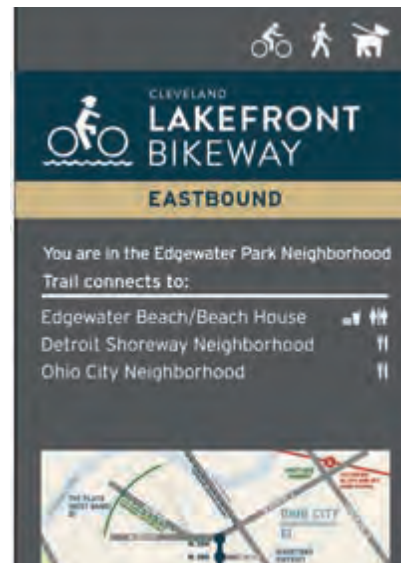 CLEVELAND
LAKEFRONT
BIKEWAY
EASTBOUND
You are in the Edgewater Park Neighborhood
Trail connects to:
Edgewater Beach/Beach House
Detroit Shoreway Neighborhood
Ohio City Neighborhood
OHIO CITY